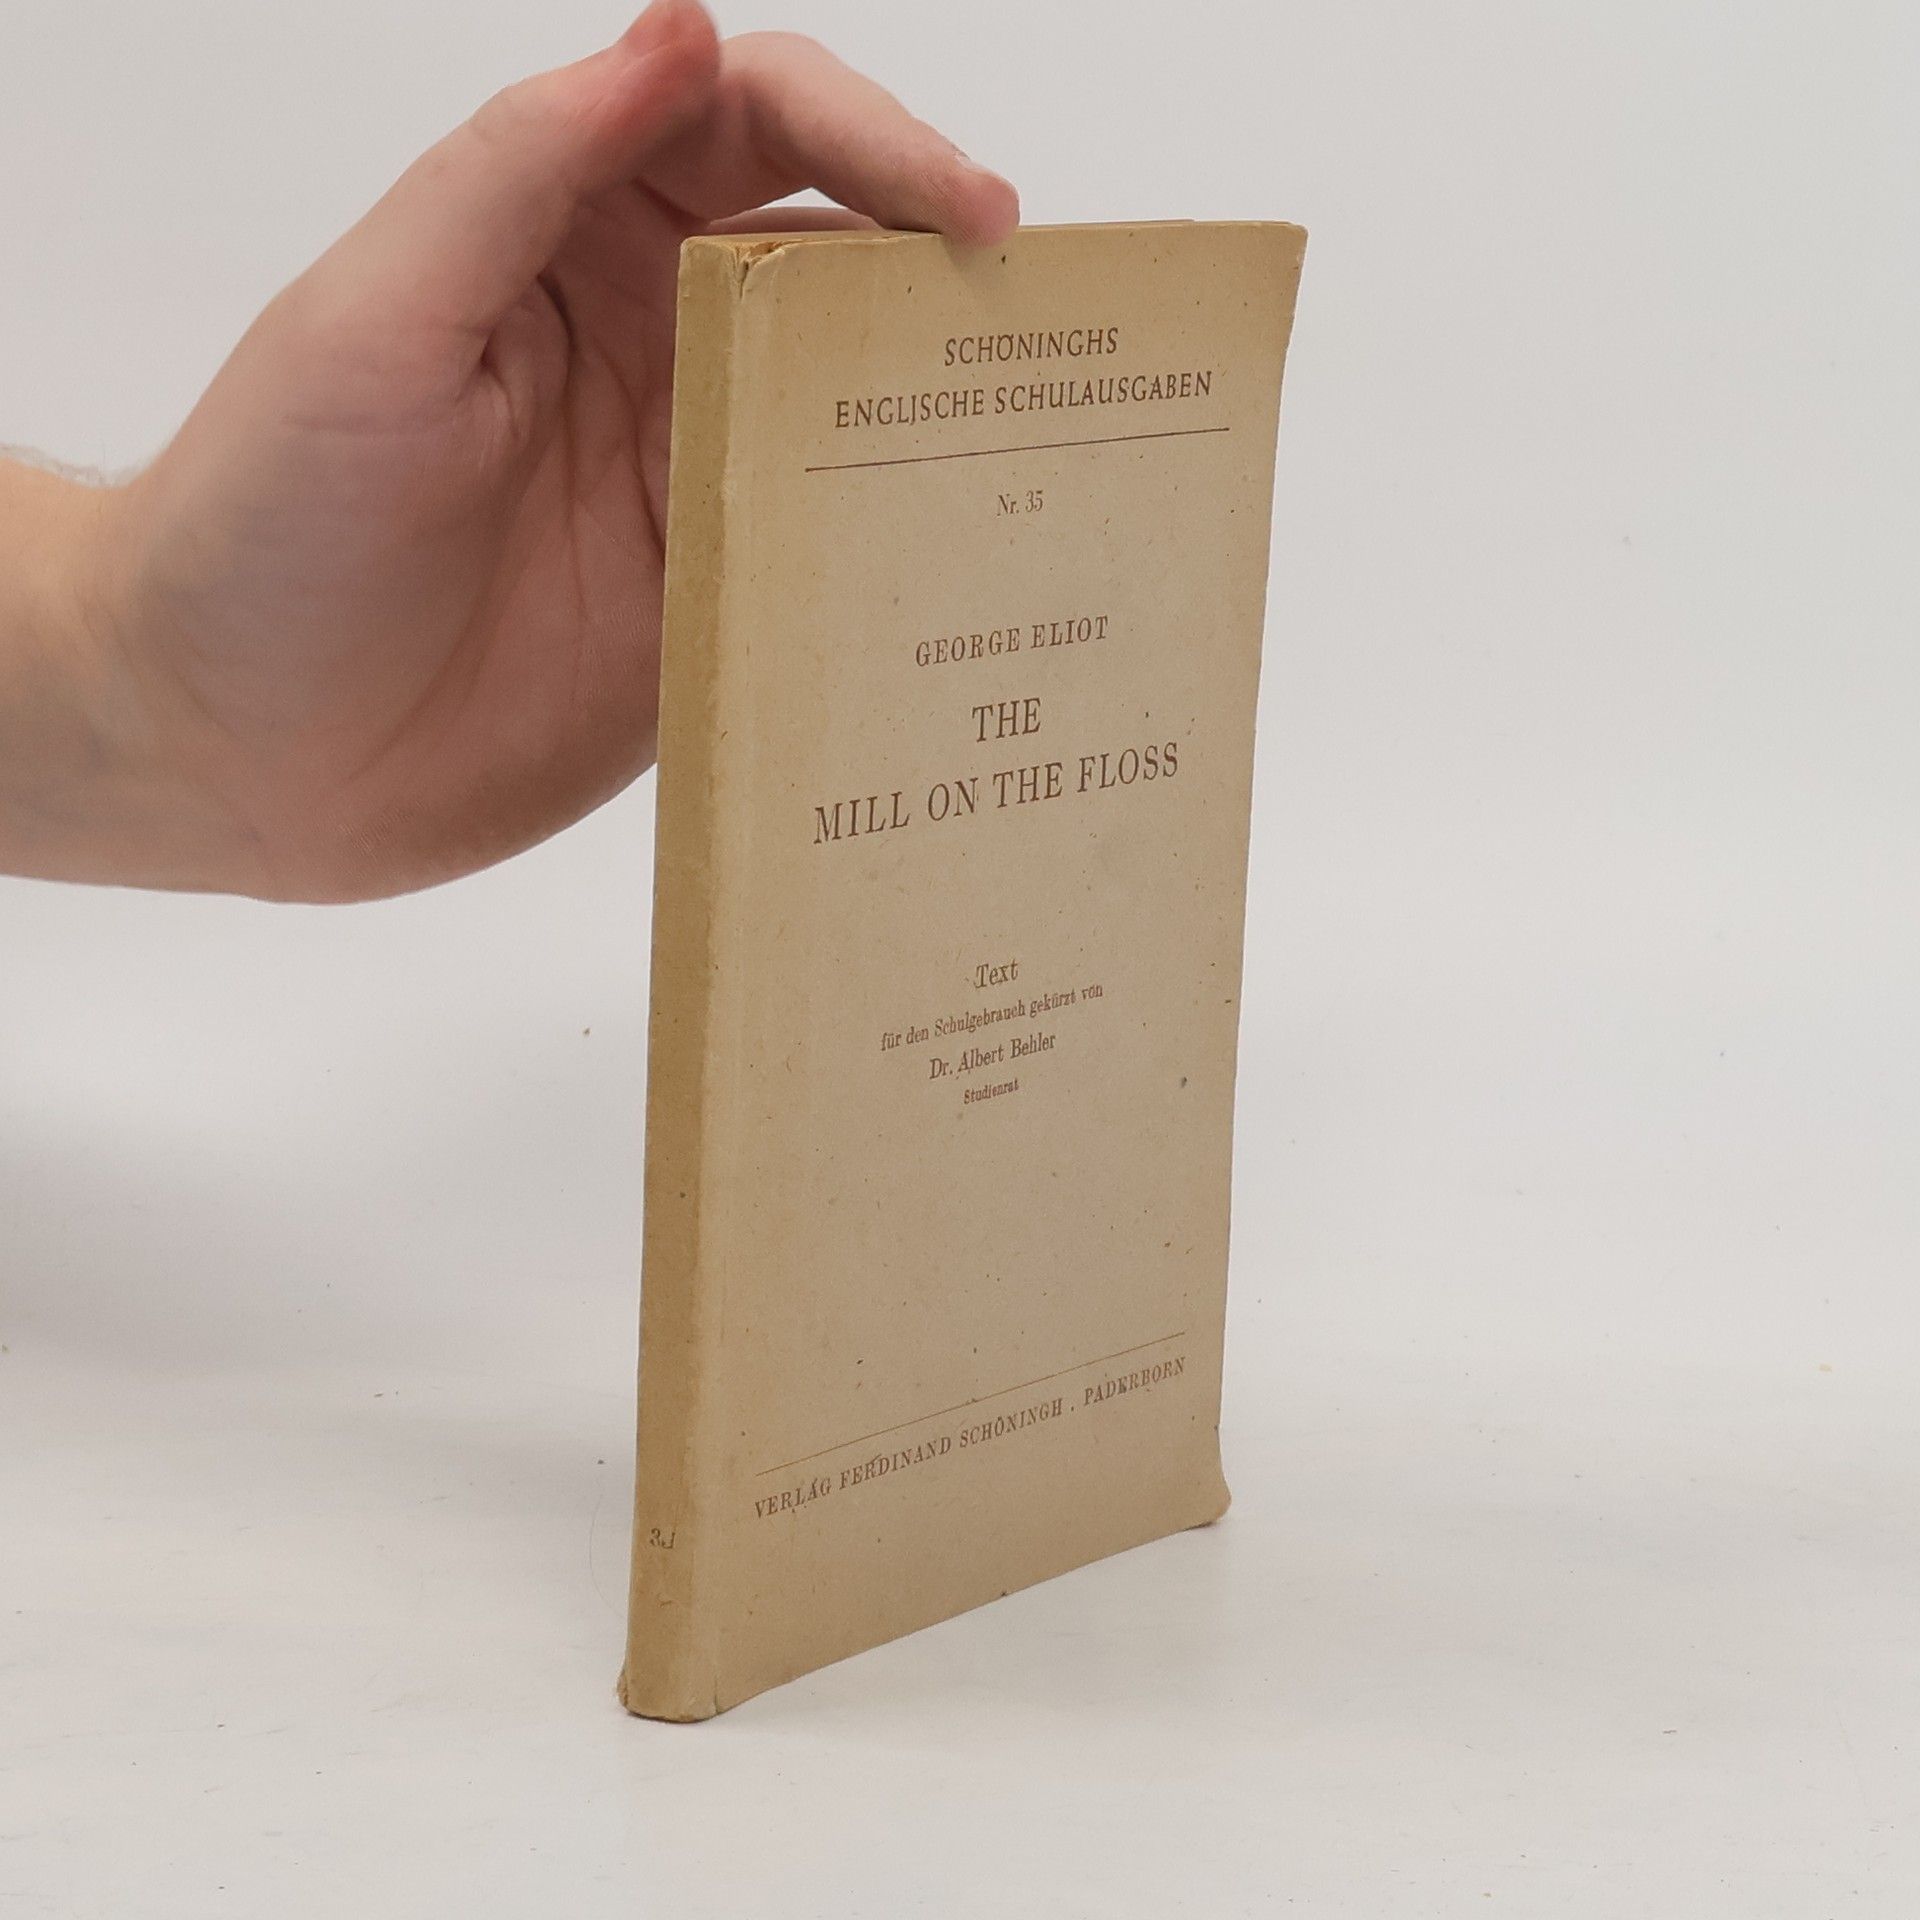 SCHÖNINGHS
ENGLISCHE SCHULAUSGABEN
Nr. 35
GEORGE ELIOT
THE
MILL ON THE FLOSS
Text
für den Schulgebrauch gekürzt von
Dr. Albert Behler
Studienrat
VERLAG FERDINAND SCHÖNINGH . PADERBORN